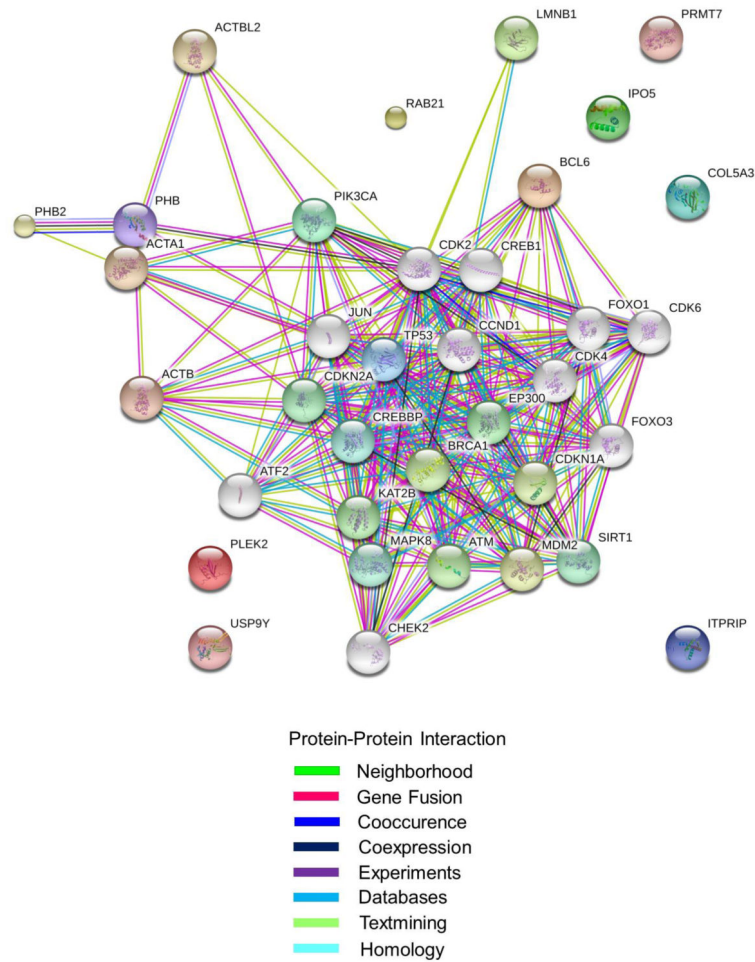 ACTBL2
LMNB1
PRMT7
RAB21
IPO5
BCL6
COL5A3
PHB2
PHB
PIK3CA
ACTA1
CDK2
CREB1
FOXO1
CDK6
JUN
TP53
CCND1
CDK4
ACTB
CDKN2A
EP300
CREBBP
BRCA1
FOXO3
CDKN1A
ATF2
KAT2B
PLEK2
MAPK8
ATM
MDM2
SIRT1
USP9Y
CHEK2
ITPRIP
Protein-Protein Interaction
Neighborhood
Gene Fusion
Cooccurence
Coexpression
Experiments
Databases
Textmining
Homology